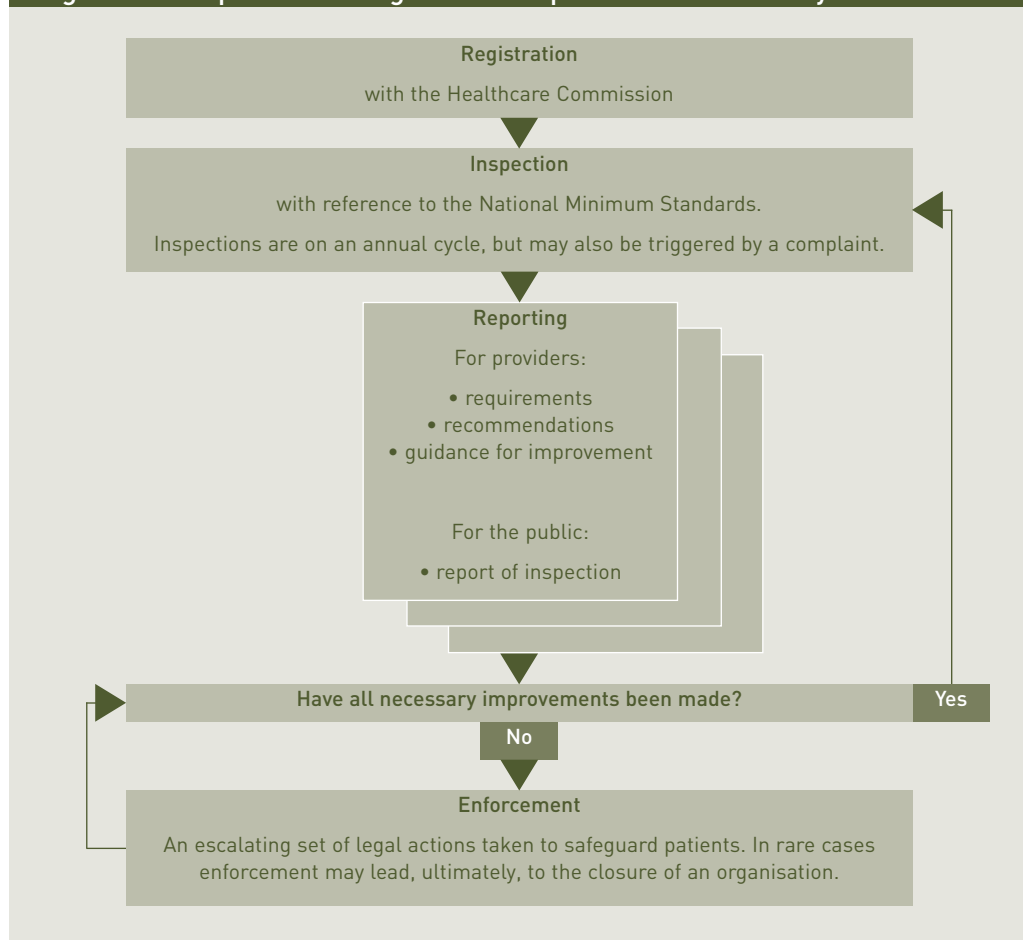 Registration
with the Healthcare Commission
Inspection
with reference to the National Minimum Standards.
Inspections are on an annual cycle, but may also be triggered by a complaint.
Reporting
For providers:
• requirements
• recommendations
• guidance for improvement
For the public:
• report of inspection
Have all necessary improvements been made?
Yes
No
Enforcement
An escalating set of legal actions taken to safeguard patients. In rare cases
enforcement may lead, ultimately, to the closure of an organisation.